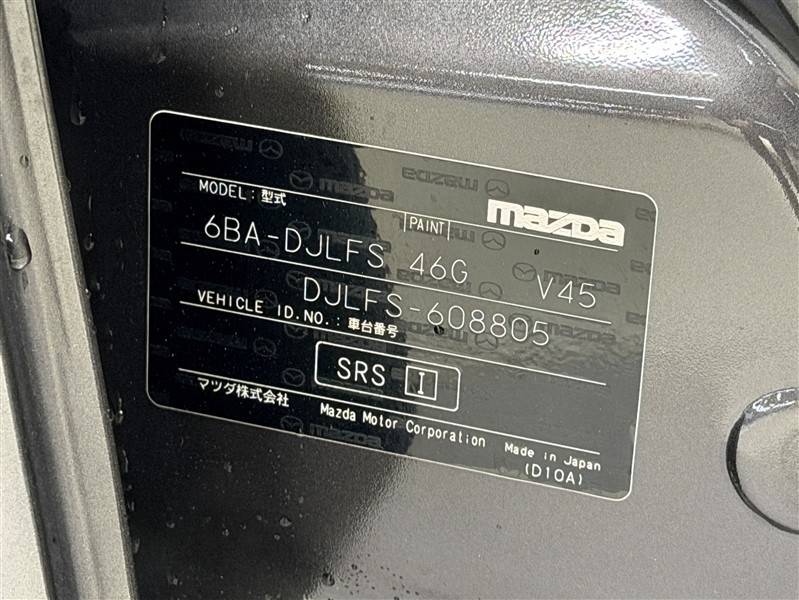 mazda
MODEL : 型式
PAINT
6BA-DJLFS 46G V45
DJLFS-608805
VEHICLE ID.NO. : 車台番号
SRS I
マツダ株式会社 Mazda Motor Corporation Made in Japan
(D10A)